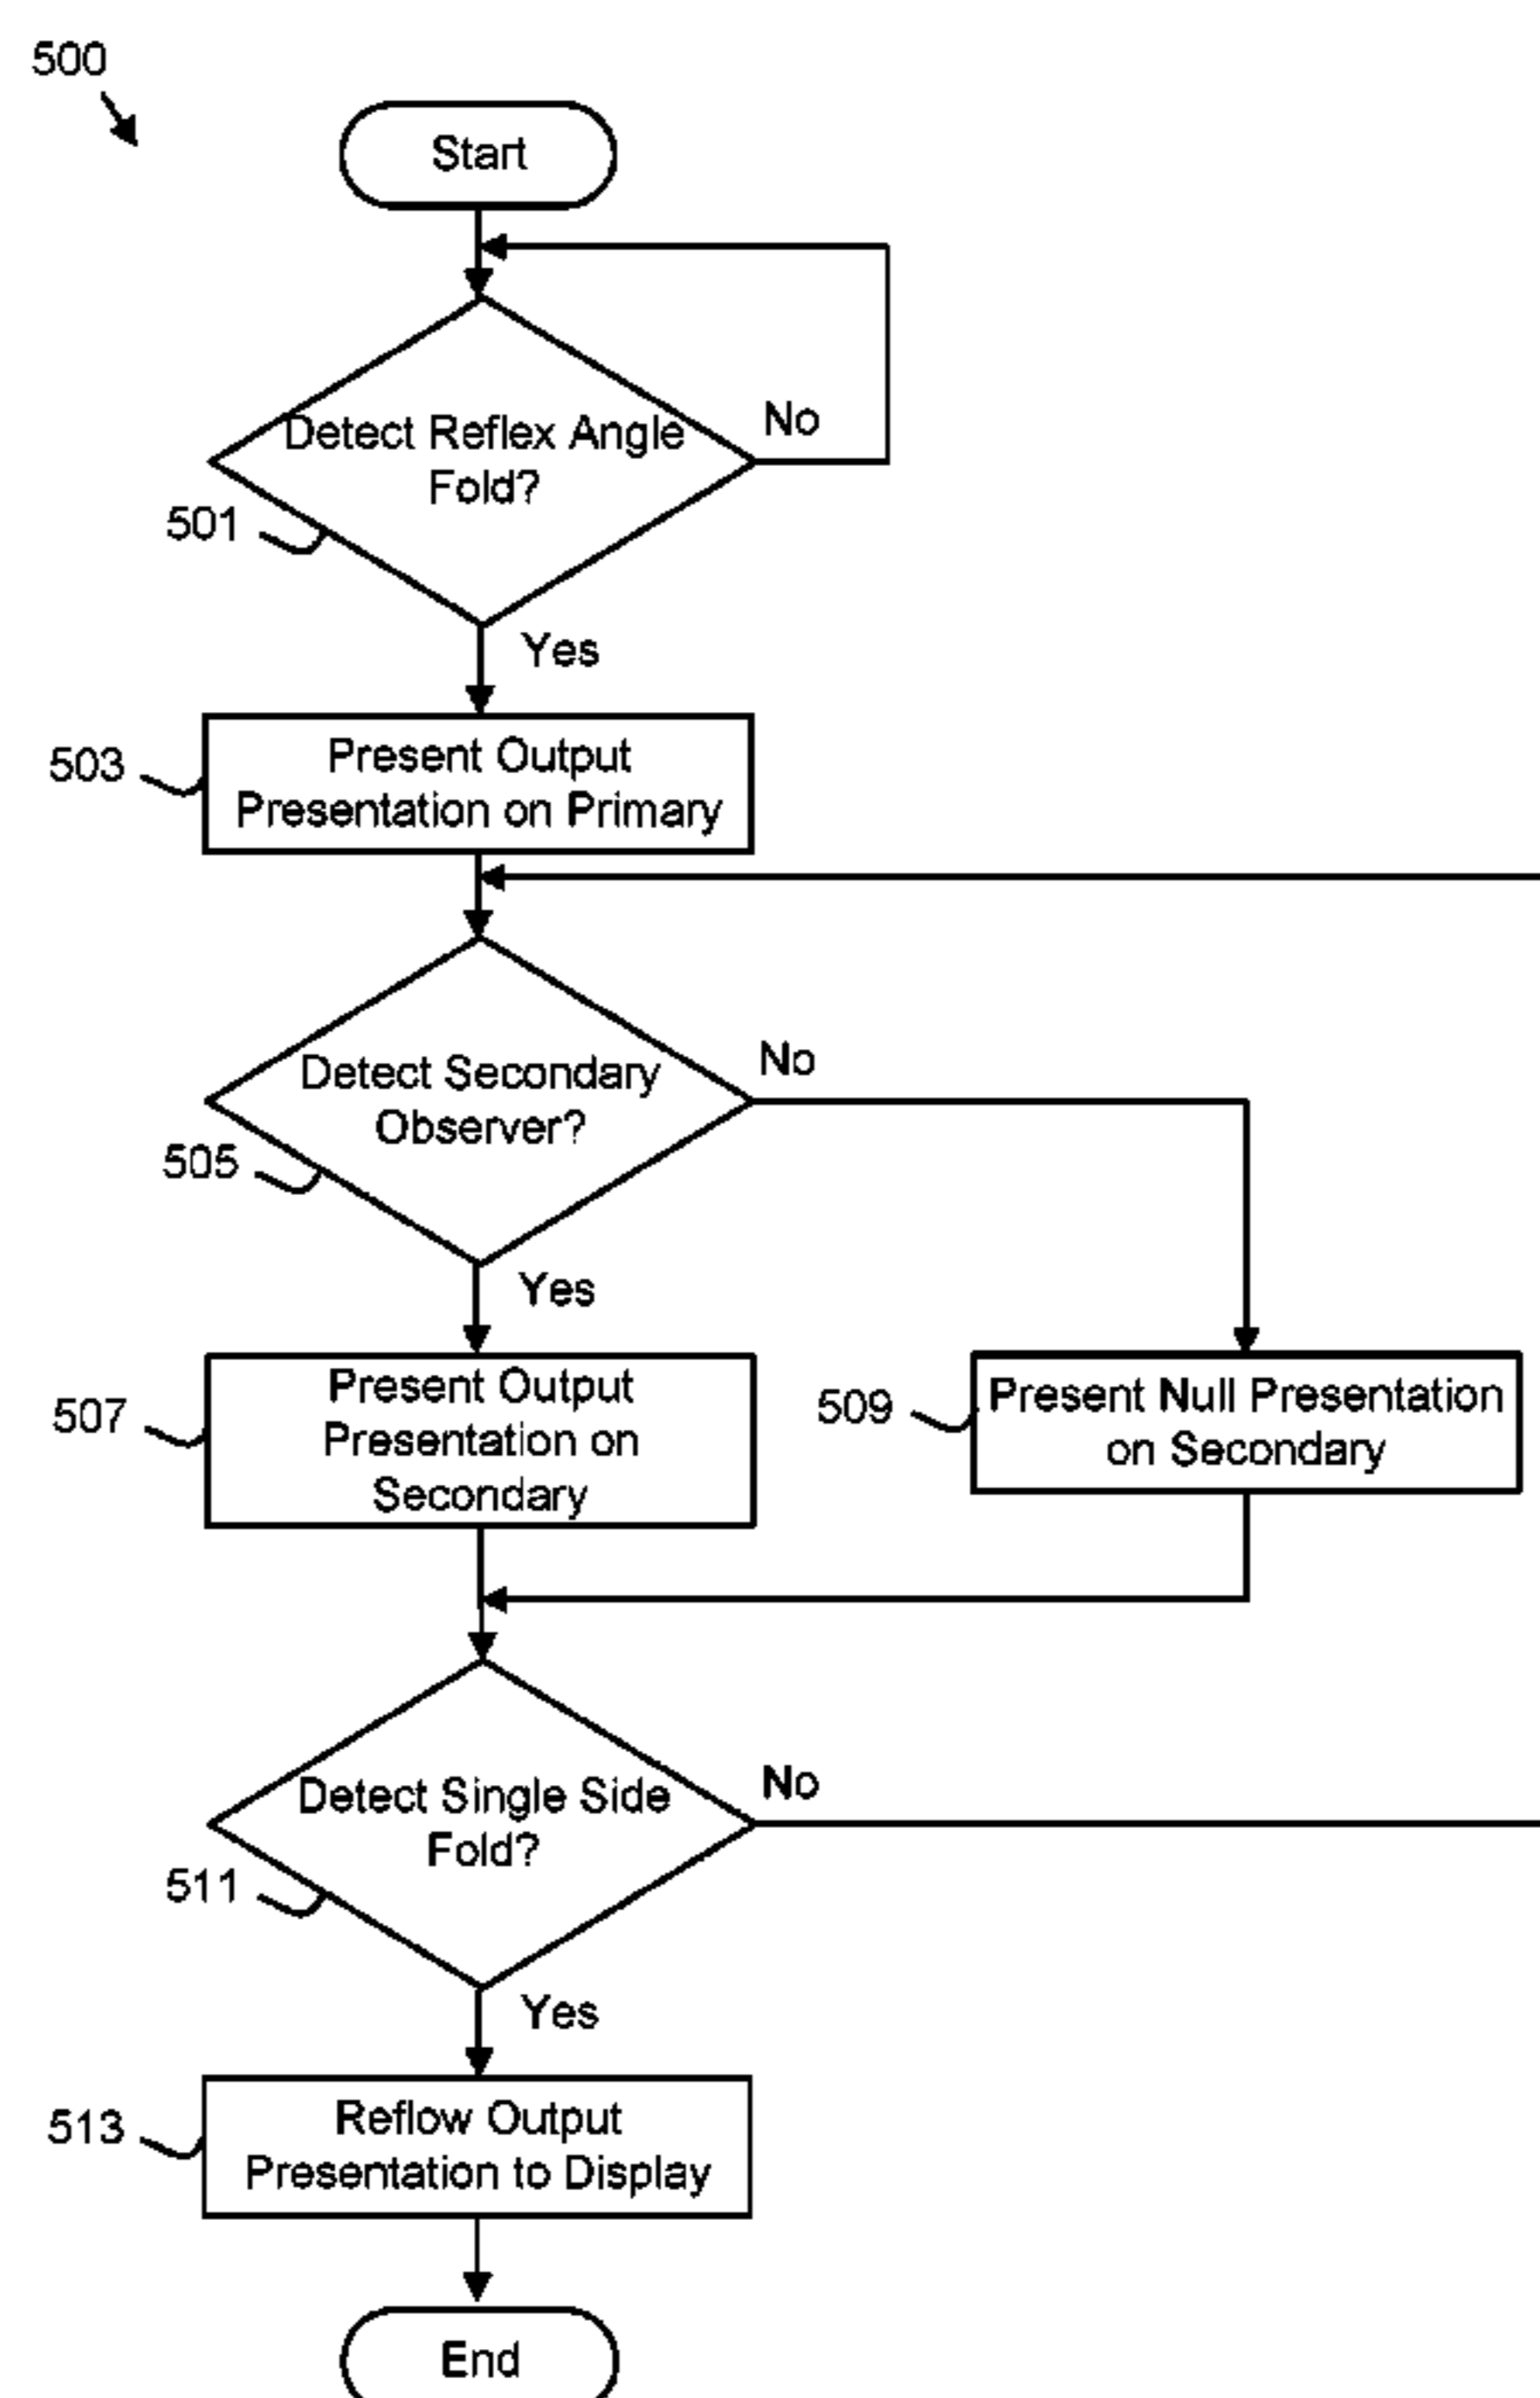 500
Start
Detect Reflex Angle
Fold?
No
501
Yes
503
Present Output
Presentation on Primary
Detect Secondary
Observer?
No
505
Yes
507
Present Output
Presentation on
Secondary
509
Present Null Presentation
on Secondary
Detect Single Side
Fold?
No
511
Yes
513
Reflow Output
Presentation to Display
End